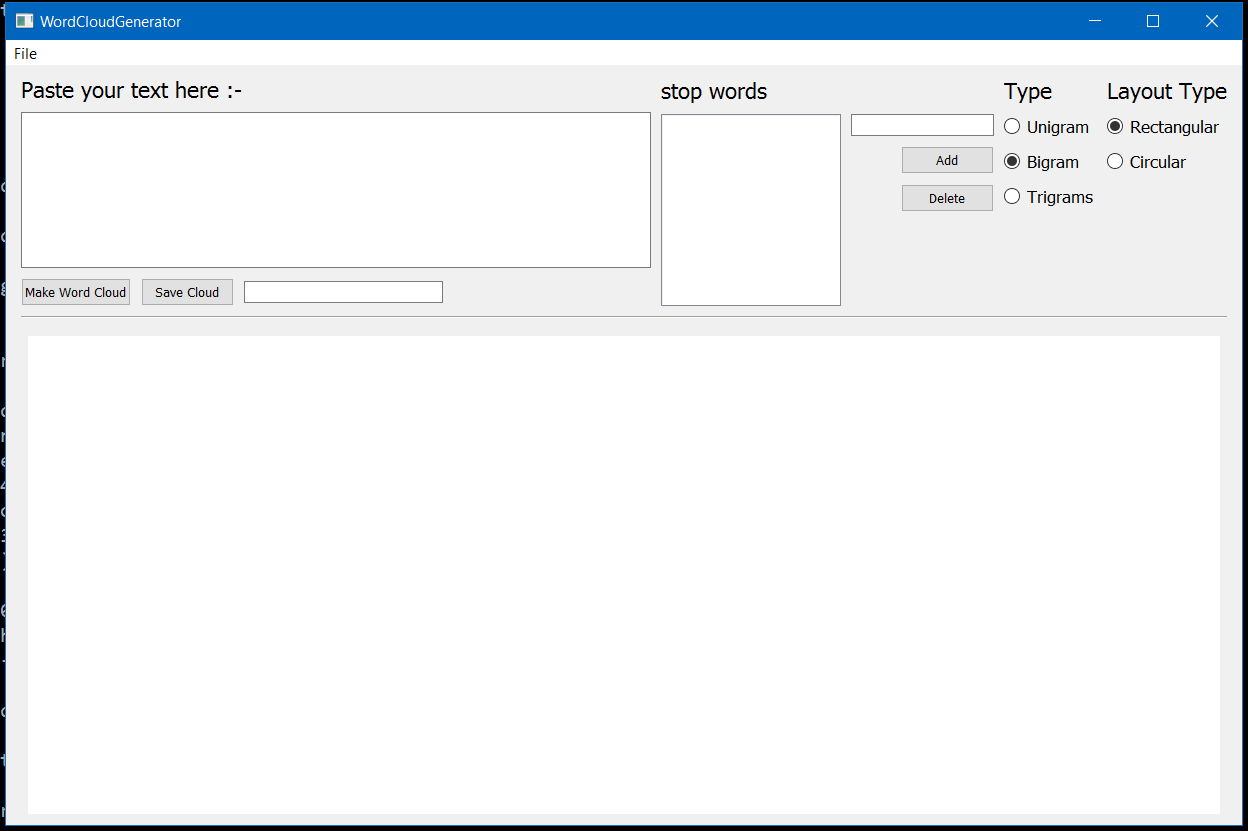 WordCloudGenerator
File
Paste your text here :-
stop words
Type
Layout Type
Unigram
Rectangular
Add
Bigram
Circular
Delete
Trigrams
Make Word Cloud
Save Cloud